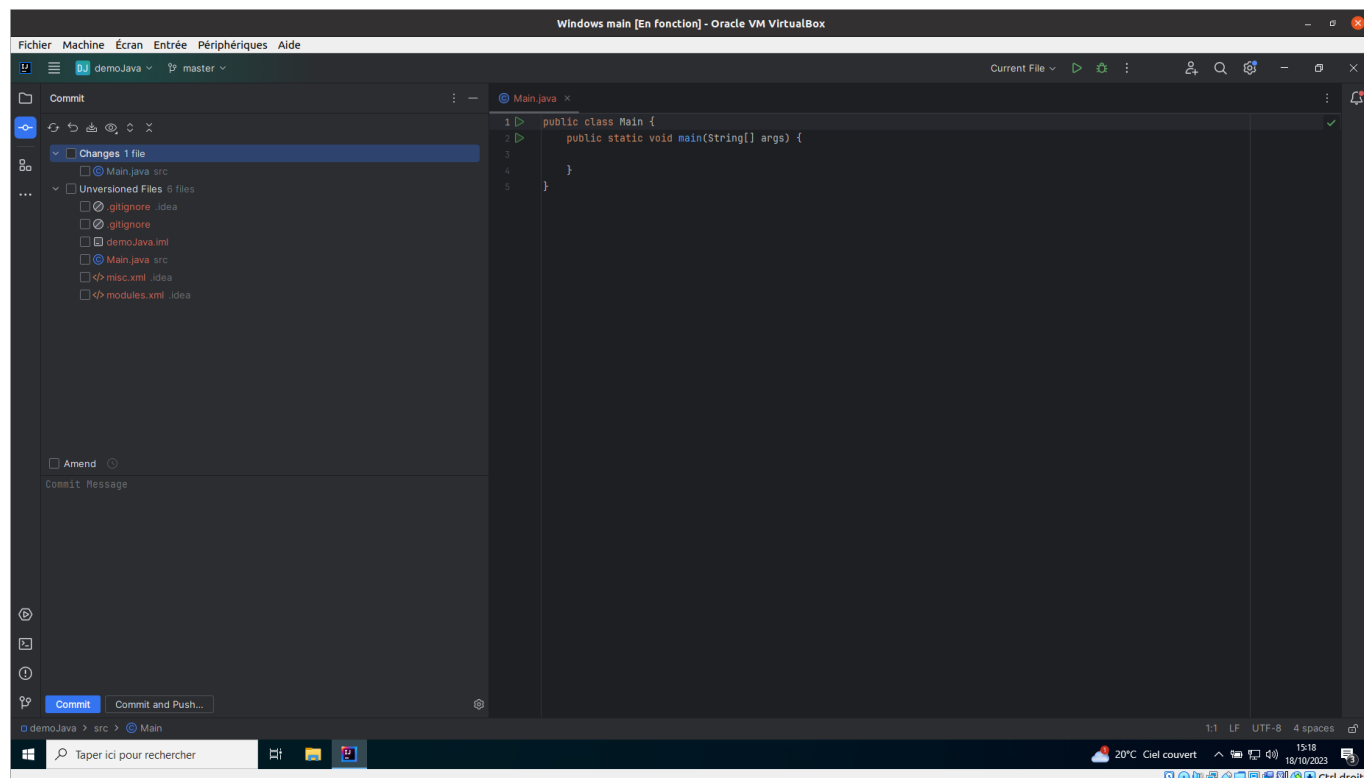 Windows main [En fonction] - Oracle VM VirtualBox
Fichier Machine Écran Entrée Périphériques Aide
DJ demoJava master Current File
Commit Main.java
1 public class Main {
2 public static void main(String[] args) {
3
4 }
5 }
Changes 1 file
Main.java src
Unversioned Files 6 files
.gitignore .idea
.gitignore
demoJava.iml
Main.java src
misc.xml .idea
modules.xml .idea
Amend
Commit Message
Commit Commit and Push...
demoJava > src > Main 1:1 LF UTF-8 4 spaces
Taper ici pour rechercher 20°C Ciel couvert 15:18
18/10/2023
3
Ctrl droit